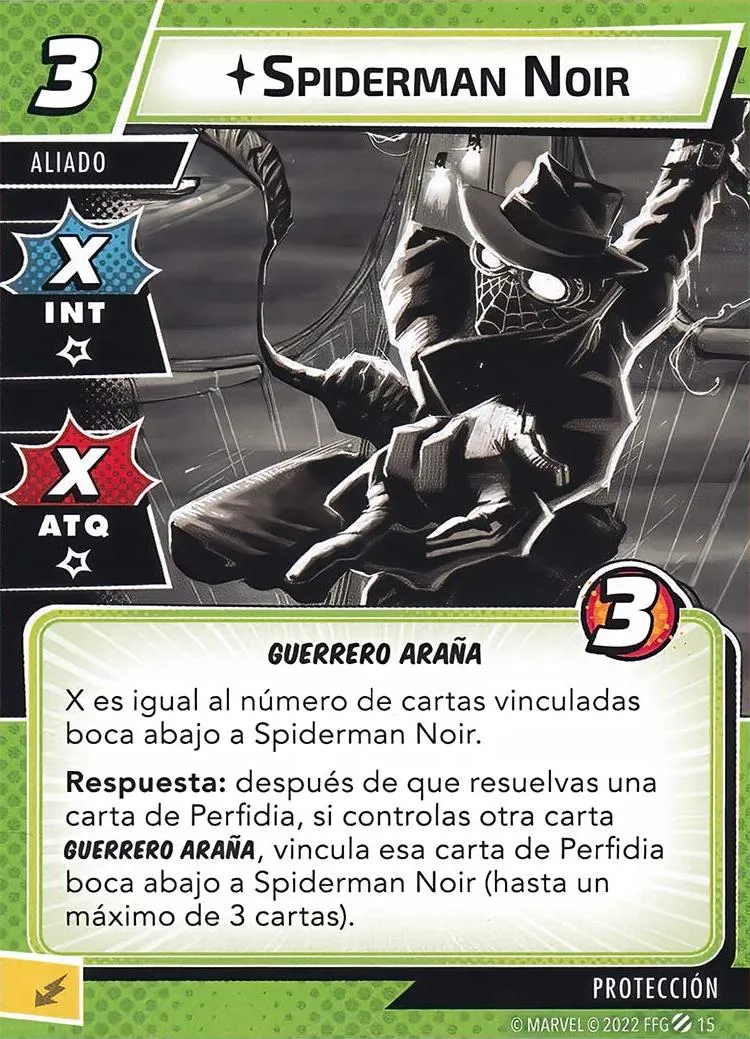 3
SPIDERMAN NOIR
ALIADO
X
INT
X
ATQ
3
GUERRERO ARAÑA
X es igual al número de cartas vinculadas
boca abajo a Spiderman Noir.
Respuesta: después de que resuelvas una
carta de Perfidia, si controlas otra carta
GUERRERO ARAÑA, vincula esa carta de Perfidia
boca abajo a Spiderman Noir (hasta un
máximo de 3 cartas).
PROTECCIÓN
© MARVEL © 2022 FFG 15